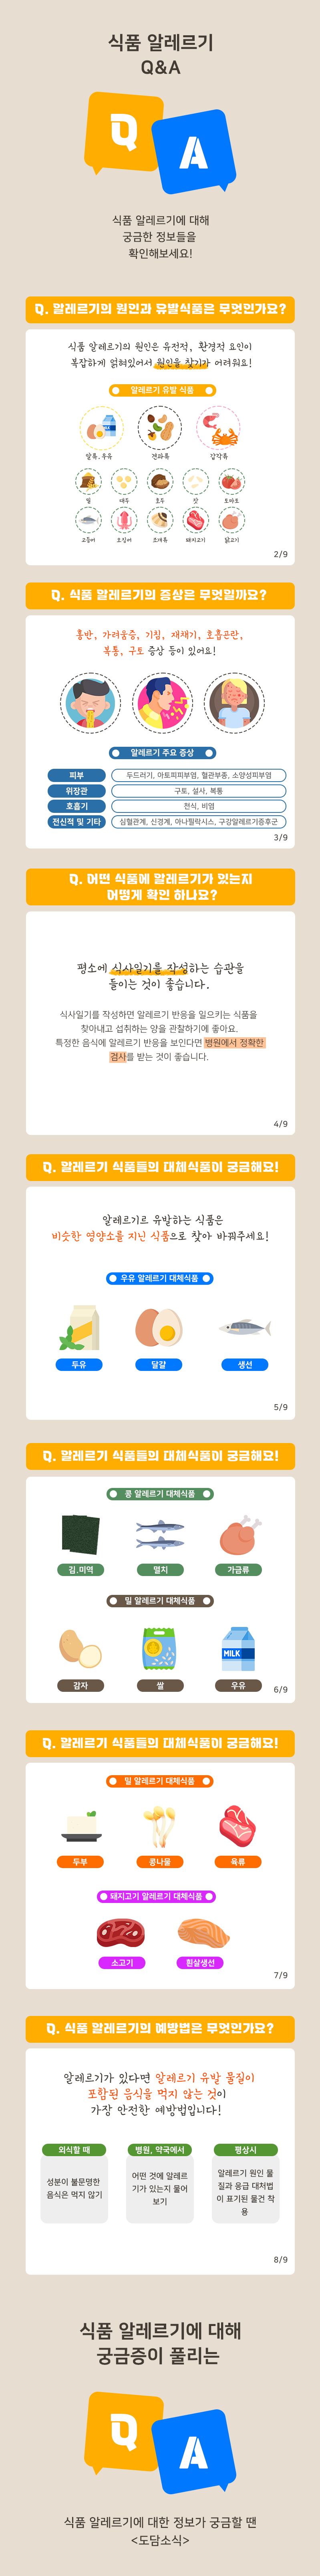 식품 알레르기
Q&A
Q
A
식품 알레르기에 대해
궁금한 정보들을
확인해보세요!
Q. 알레르기의 원인과 유발식품은 무엇인가요?
식품 알레르기의 원인은 유전적, 환경적 요인이
복잡하게 얽혀있어서 원인을 찾기가 어려워요!
알레르기 유발 식품
알류.우유
견과류
갑각류
밀
대두
호두
잣
토마토
고등어
오징어
조개류
돼지고기
닭고기
2/9
Q. 식품 알레르기의 증상은 무엇일까요?
홍반, 가려움증, 기침, 재채기, 호흡곤란,
복통, 구토 증상 등이 있어요!
알레르기 주요 증상
피부
두드러기, 아토피피부염, 혈관부종, 소양성피부염
위장관
구토, 설사, 복통
호흡기
천식, 비염
전신적 및 기타
심혈관계, 신경계, 아나필락시스, 구강알레르기증후군
3/9
Q. 어떤 식품에 알레르기가 있는지
어떻게 확인 하나요?
평소에 식사일기를 작성하는 습관을
들이는 것이 좋습니다.
식사일기를 작성하면 알레르기 반응을 일으키는 식품을
찾아내고 섭취하는 양을 관찰하기에 좋아요.
특정한 음식에 알레르기 반응을 보인다면 병원에서 정확한
검사를 받는 것이 좋습니다.
4/9
Q. 알레르기 식품들의 대체식품이 궁금해요!
알레르기르 유발하는 식품은
비슷한 영양소를 지닌 식품으로 찾아 바꿔주세요!
우유 알레르기 대체식품
두유
달걀
생선
5/9
Q. 알레르기 식품들의 대체식품이 궁금해요!
콩 알레르기 대체식품
김.미역
멸치
가금류
밀 알레르기 대체식품
MILK
감자
쌀
우유
6/9
Q. 알레르기 식품들의 대체식품이 궁금해요!
밀 알레르기 대체식품
두부
콩나물
육류
돼지고기 알레르기 대체식품
소고기
흰살생선
7/9
Q. 식품 알레르기의 예방법은 무엇인가요?
알레르기가 있다면 알레르기 유발 물질이
포함된 음식을 먹지 않는 것이
가장 안전한 예방법입니다!
외식할 때
성분이 불문명한
음식은 먹지 않기
병원, 약국에서
어떤 것에 알레르
기가 있는지 물어
보기
평상시
알레르기 원인 물
질과 응급 대처법
이 표기된 물건 착
용
8/9
식품 알레르기에 대해
궁금증이 풀리는
Q
A
식품 알레르기에 대한 정보가 궁금할 땐
<도담소식>